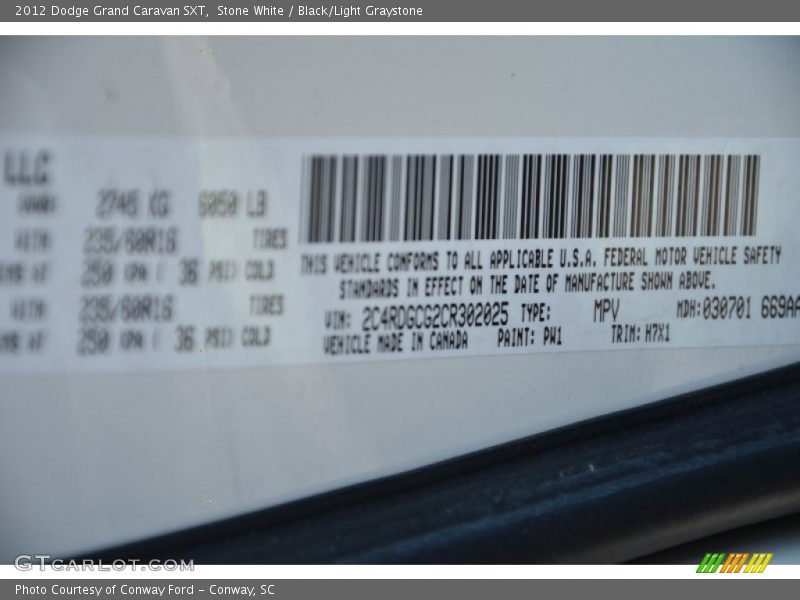 2012 Dodge Grand Caravan SXT, Stone White / Black/Light Graystone
LLC
2745 KG 6050 LB
235/60R16 TIRES
250 KPA ( 36 PSI) COLD
235/60R16 TIRES
250 KPA ( 36 PSI) COLD
THIS VEHICLE CONFORMS TO ALL APPLICABLE U.S.A. FEDERAL MOTOR VEHICLE SAFETY
STANDARDS IN EFFECT ON THE DATE OF MANUFACTURE SHOWN ABOVE.
VIN: 2C4RDGCG2CR302025 TYPE: MPV MDH:030701 669AA
VEHICLE MADE IN CANADA PAINT: PW1 TRIM: H7X1
GTCARLOT.COM
Photo Courtesy of Conway Ford – Conway, SC